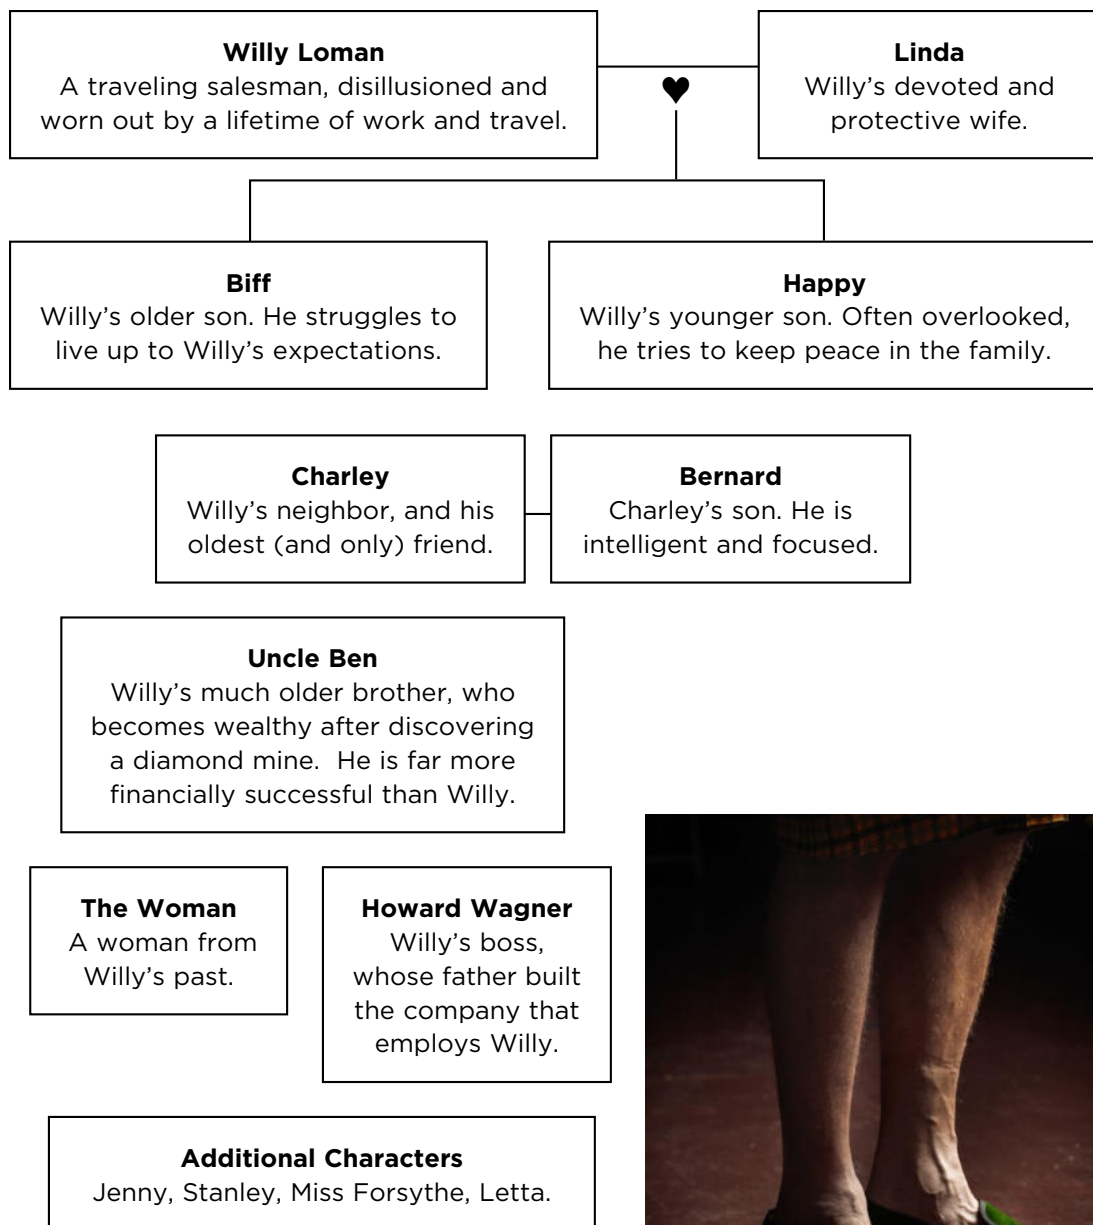 Willy Loman
A traveling salesman, disillusioned and
worn out by a lifetime of work and travel.
Linda
Willy’s devoted and
protective wife.
Biff
Willy’s older son. He struggles to
live up to Willy’s expectations.
Happy
Willy’s younger son. Often overlooked,
he tries to keep peace in the family.
Charley
Willy’s neighbor, and his
oldest (and only) friend.
Bernard
Charley’s son. He is
intelligent and focused.
Uncle Ben
Willy’s much older brother, who
becomes wealthy after discovering
a diamond mine.  He is far more
financially successful than Willy.
The Woman
A woman from
Willy’s past.
Howard Wagner
Willy’s boss,
whose father built
the company that
employs Willy.
Additional Characters
Jenny, Stanley, Miss Forsythe, Letta.